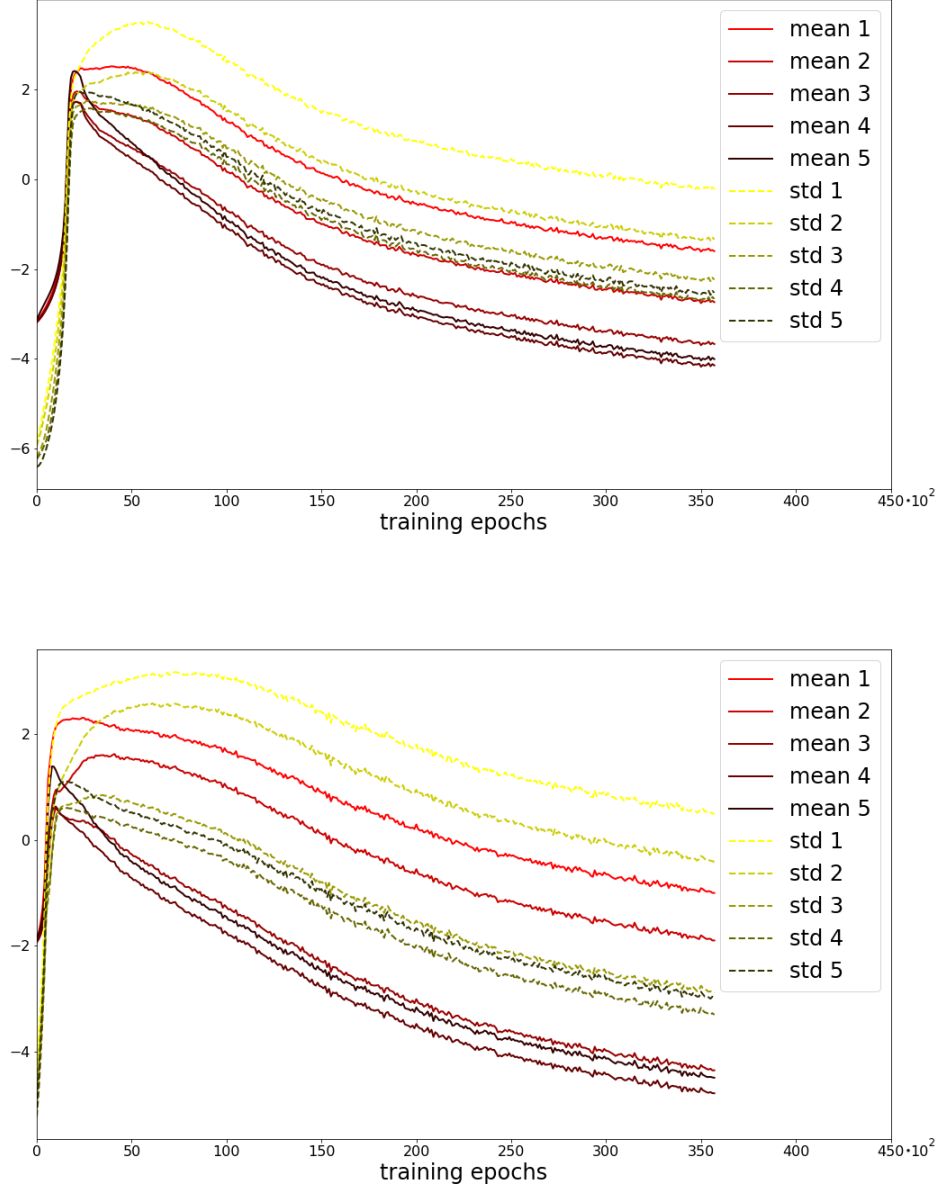 2
0
−2
−4
−6
0 50 100 150 200 250 300 350 400 450 •10²
training epochs
mean 1
mean 2
mean 3
mean 4
mean 5
std 1
std 2
std 3
std 4
std 5
2
0
−2
−4
0 50 100 150 200 250 300 350 400 450 •10²
training epochs
mean 1
mean 2
mean 3
mean 4
mean 5
std 1
std 2
std 3
std 4
std 5